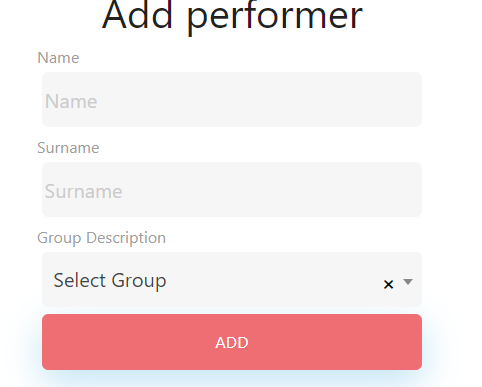 Add performer
Name
Name
Surname
Surname
Group Description
Select Group ×
ADD